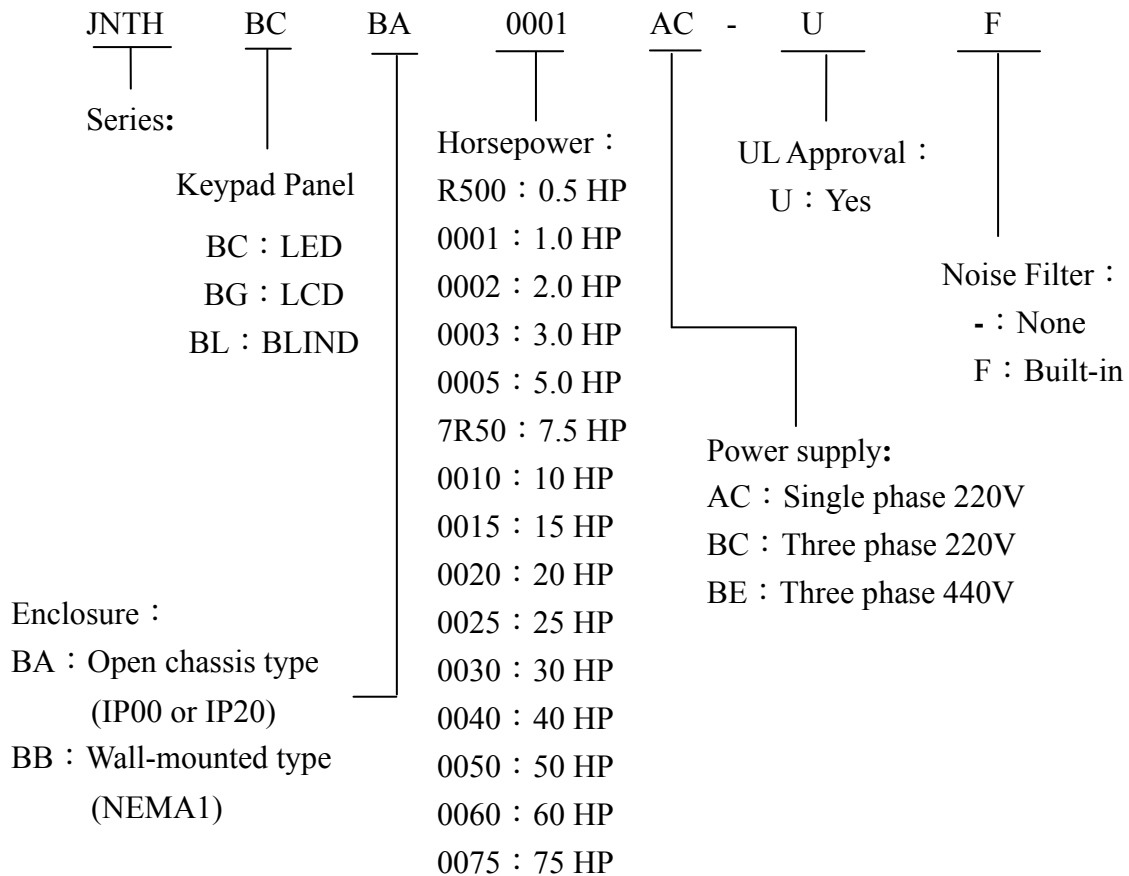 JNTH BC BA 0001 AC - U F
Series:
Keypad Panel
BC：LED
BG：LCD
BL：BLIND
Enclosure：
BA：Open chassis type
(IP00 or IP20)
BB：Wall-mounted type
(NEMA1)
Horsepower：
R500：0.5 HP
0001：1.0 HP
0002：2.0 HP
0003：3.0 HP
0005：5.0 HP
7R50：7.5 HP
0010：10 HP
0015：15 HP
0020：20 HP
0025：25 HP
0030：30 HP
0040：40 HP
0050：50 HP
0060：60 HP
0075：75 HP
Power supply:
AC：Single phase 220V
BC：Three phase 220V
BE：Three phase 440V
UL Approval：
U：Yes
Noise Filter：
-：None
F：Built-in